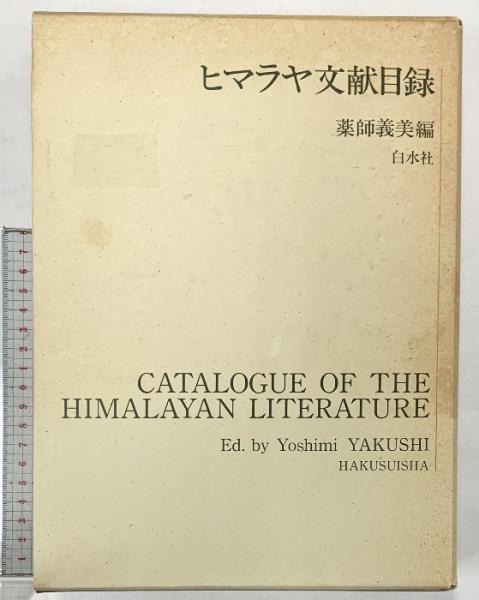 ヒマラヤ文献目録
薬師義美編
白水社
CATALOGUE OF THE
HIMALAYAN LITERATURE
Ed. by Yoshimi YAKUSHI
HAKUSUISHA